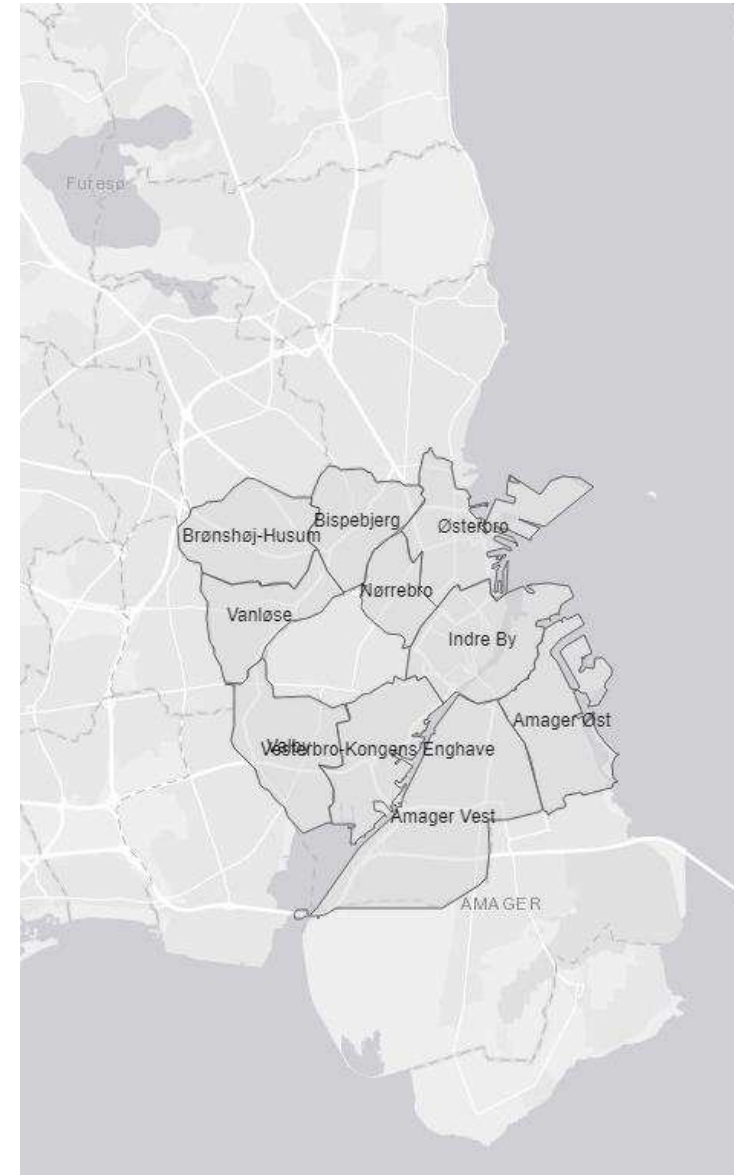 Furesø
Bispebjerg
Østerbro
Brønshøj-Husum
Nørrebro
Vanløse
Indre By
Amager Øst
Valby
Vesterbro-Kongens Enghave
Amager Vest
AMAGER